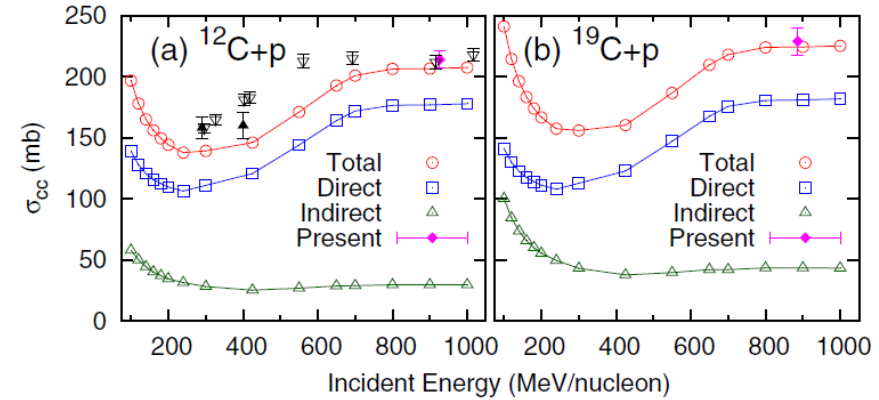 250
200
150
100
50
0
σcc (mb)
(a) ¹²C+p
(b) ¹⁹C+p
Total
Direct
Indirect
Present
Total
Direct
Indirect
Present
200 400 600 800 1000
200 400 600 800 1000
Incident Energy (MeV/nucleon)